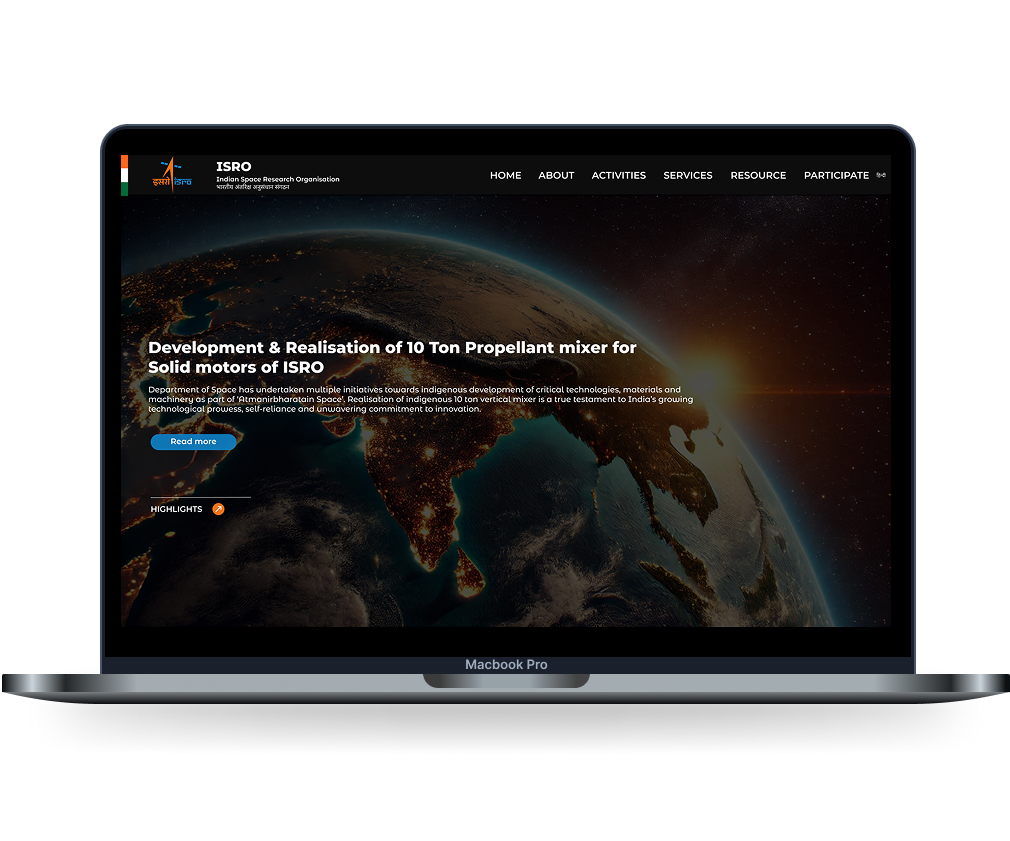 इसरो isro
ISRO
Indian Space Research Organisation
भारतीय अंतरिक्ष अनुसंधान संगठन
HOME ABOUT ACTIVITIES SERVICES RESOURCE PARTICIPATE हिन्दी
Development & Realisation of 10 Ton Propellant mixer for
Solid motors of ISRO
Department of Space has undertaken multiple initiatives towards indigenous development of critical technologies, materials and
machinery as part of 'Atmanirbharatain Space'. Realisation of indigenous 10 ton vertical mixer is a true testament to India's growing
technological prowess, self-reliance and unwavering commitment to innovation.
Read more
HIGHLIGHTS
Macbook Pro